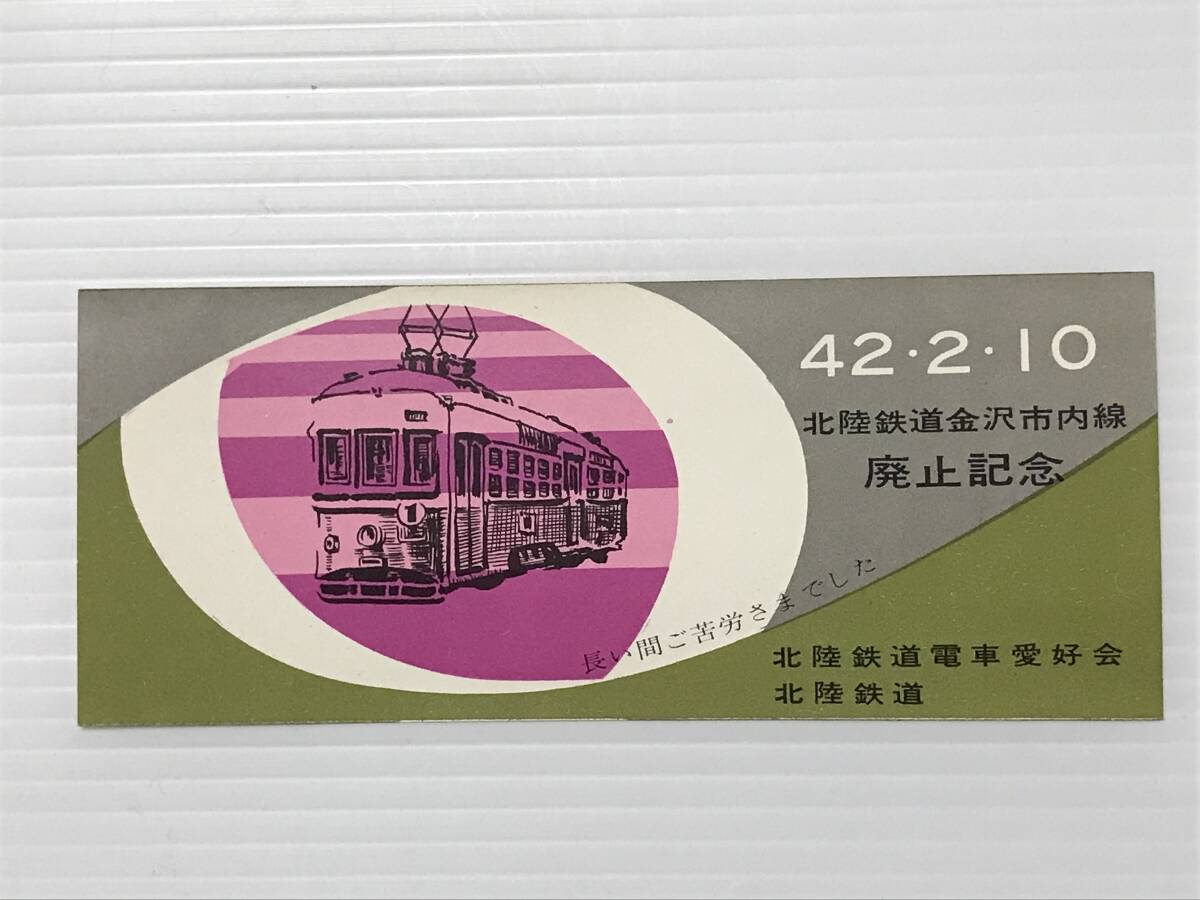 42・2・10
北陸鉄道金沢市内線
廃止記念
1
長い間ご苦労さまでした
北陸鉄道電車愛好会
北陸鉄道